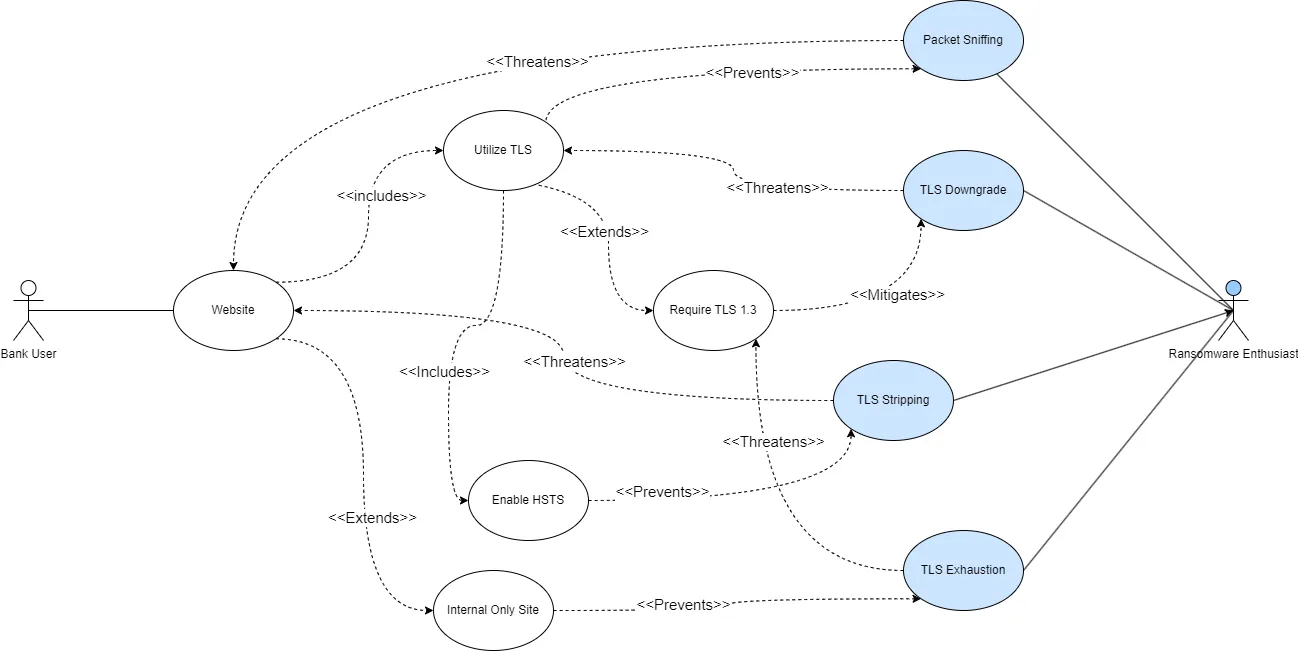 Packet Sniffing
<<Threatens>>
<<Prevents>>
Utilize TLS
<<Threatens>>
TLS Downgrade
<<includes>>
<<Extends>>
<<Mitigates>>
Website
Require TLS 1.3
Bank User
Ransomware Enthusiast
<<Includes>>
<<Threatens>>
TLS Stripping
<<Threatens>>
<<Prevents>>
Enable HSTS
<<Extends>>
TLS Exhaustion
<<Prevents>>
Internal Only Site